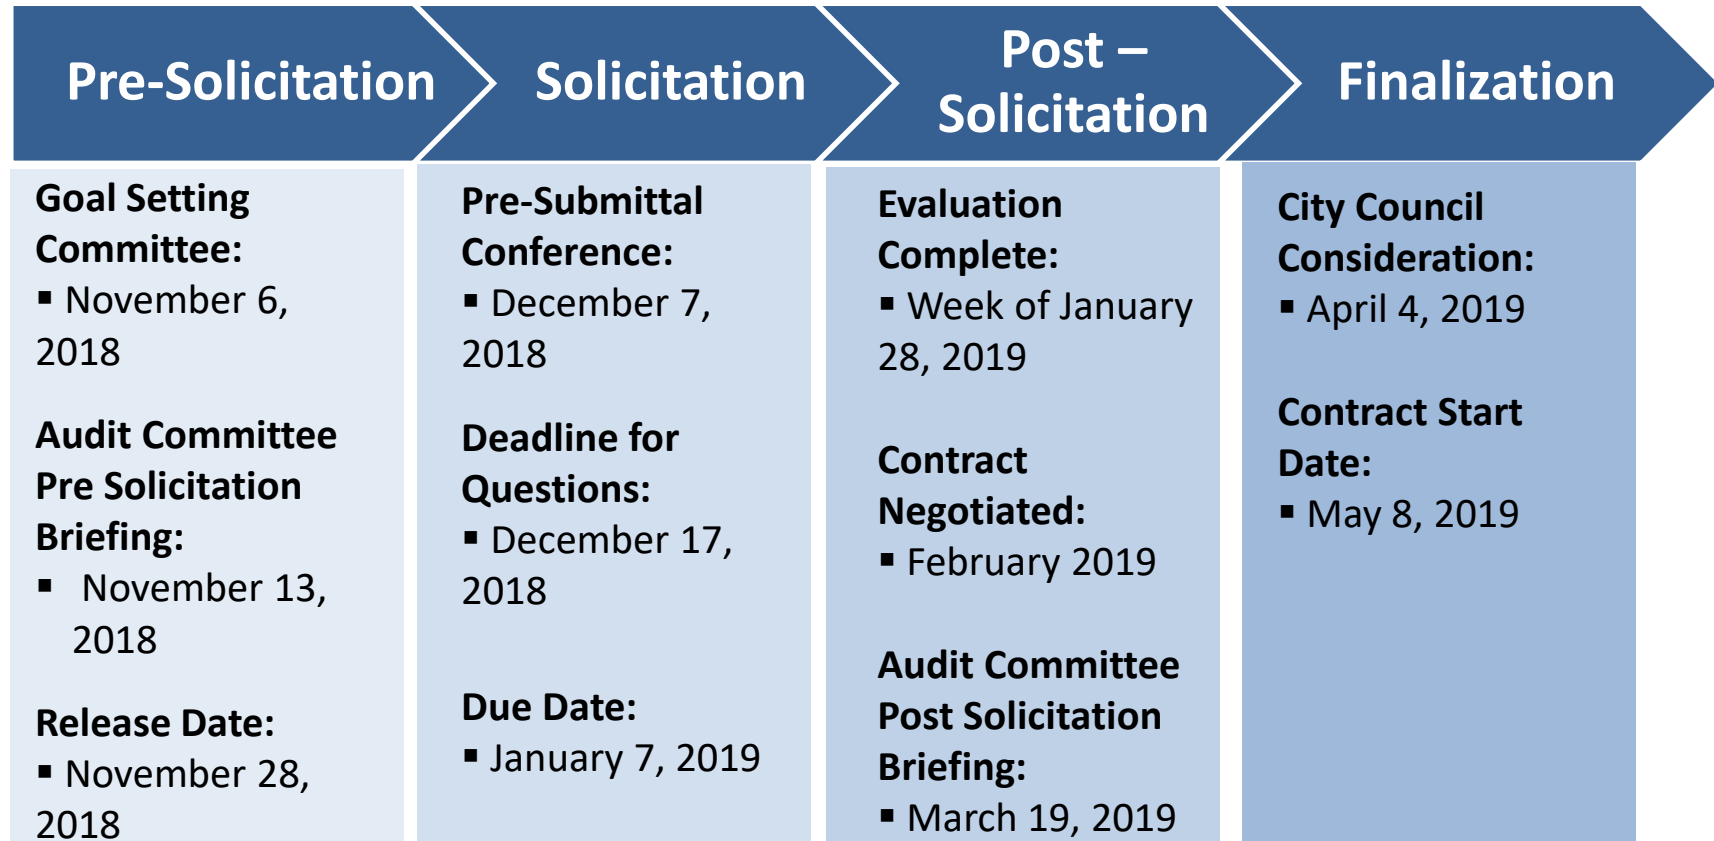 Pre-Solicitation
Solicitation
Post –
Solicitation
Finalization
Goal Setting
Committee:
▪ November 6,
2018
Audit Committee
Pre Solicitation
Briefing:
▪ November 13,
2018
Release Date:
▪ November 28,
2018
Pre-Submittal
Conference:
▪ December 7,
2018
Deadline for
Questions:
▪ December 17,
2018
Due Date:
▪ January 7, 2019
Evaluation
Complete:
▪ Week of January
28, 2019
Contract
Negotiated:
▪ February 2019
Audit Committee
Post Solicitation
Briefing:
▪ March 19, 2019
City Council
Consideration:
▪ April 4, 2019
Contract Start
Date:
▪ May 8, 2019